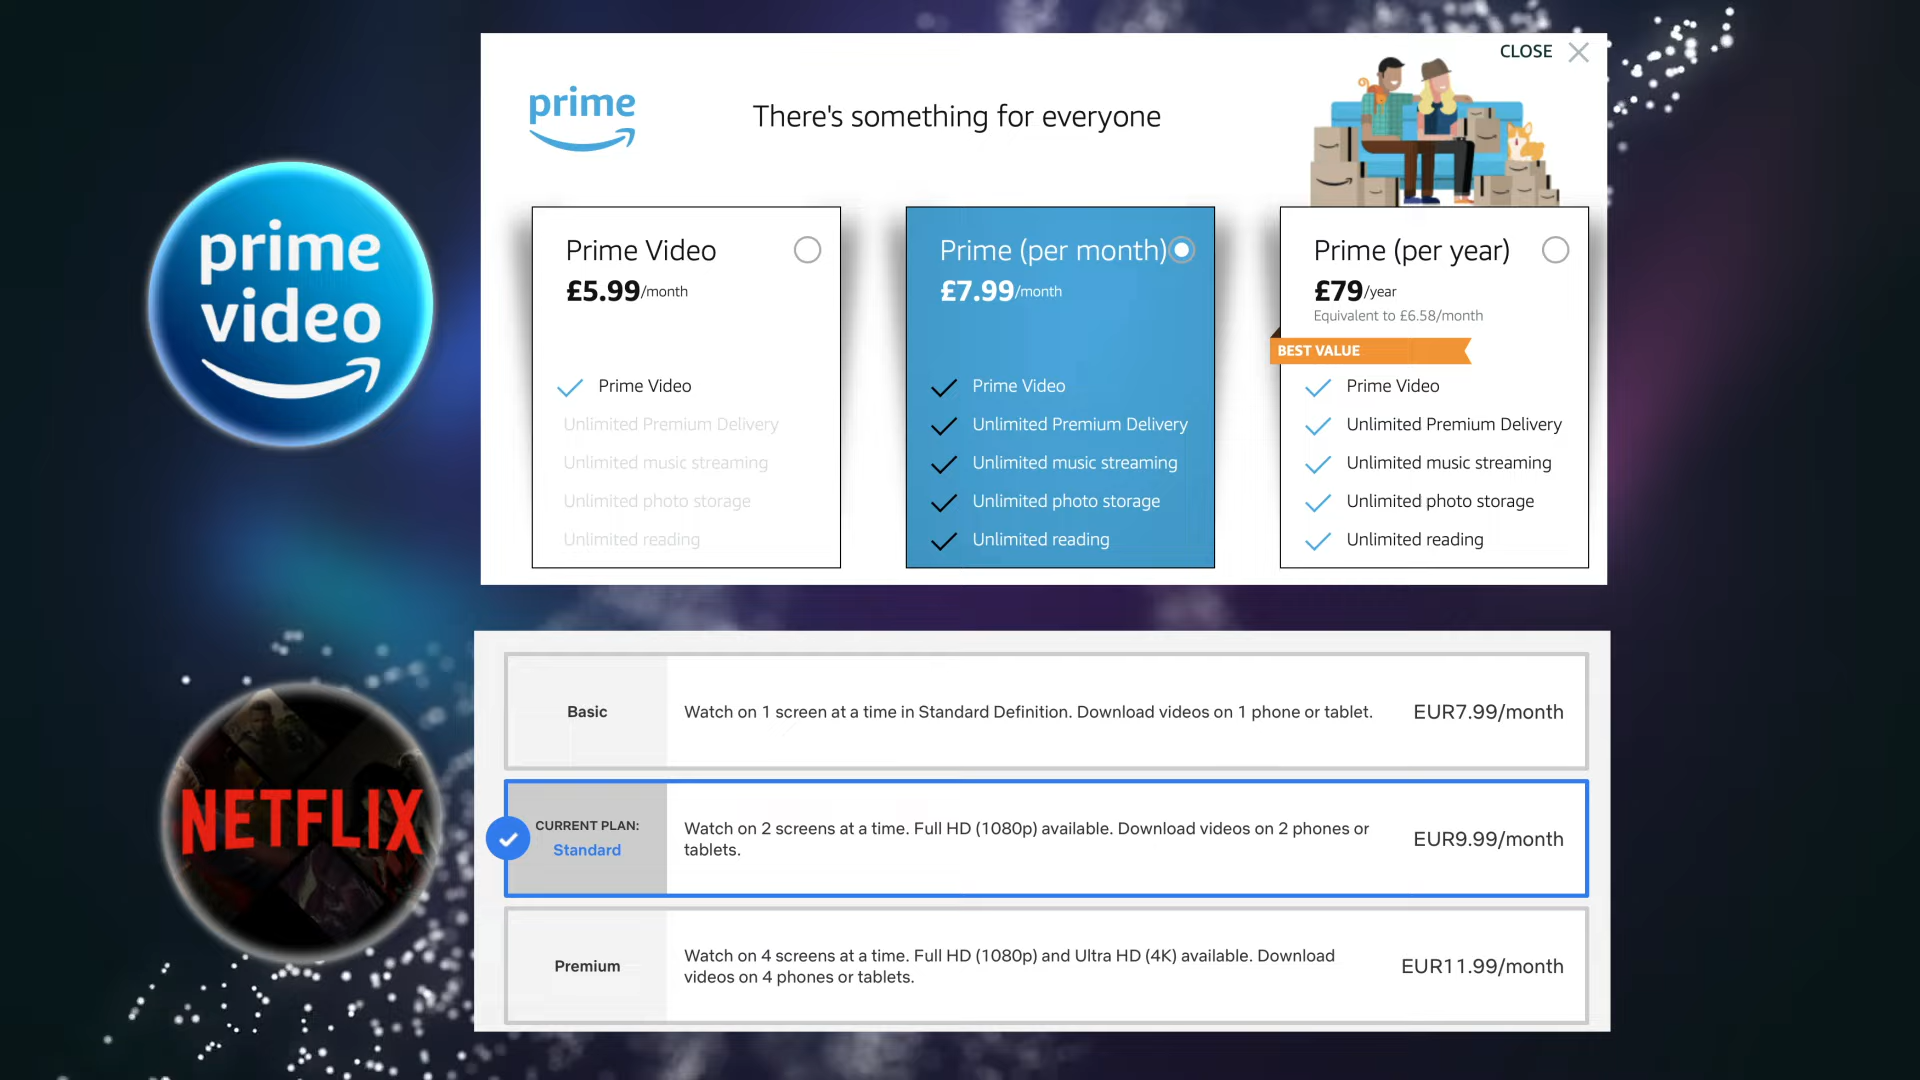 CLOSE
prime
There's something for everyone
prime
video
Prime Video
£5.99/month
Prime Video
Unlimited Premium Delivery
Unlimited music streaming
Unlimited photo storage
Unlimited reading
Prime (per month)
£7.99/month
Prime Video
Unlimited Premium Delivery
Unlimited music streaming
Unlimited photo storage
Unlimited reading
Prime (per year)
£79/year
Equivalent to £6.58/month
BEST VALUE
Prime Video
Unlimited Premium Delivery
Unlimited music streaming
Unlimited photo storage
Unlimited reading
NETFLIX
Basic
Watch on 1 screen at a time in Standard Definition. Download videos on 1 phone or tablet.
EUR7.99/month
CURRENT PLAN:
Standard
Watch on 2 screens at a time. Full HD (1080p) available. Download videos on 2 phones or
tablets.
EUR9.99/month
Premium
Watch on 4 screens at a time. Full HD (1080p) and Ultra HD (4K) available. Download
videos on 4 phones or tablets.
EUR11.99/month